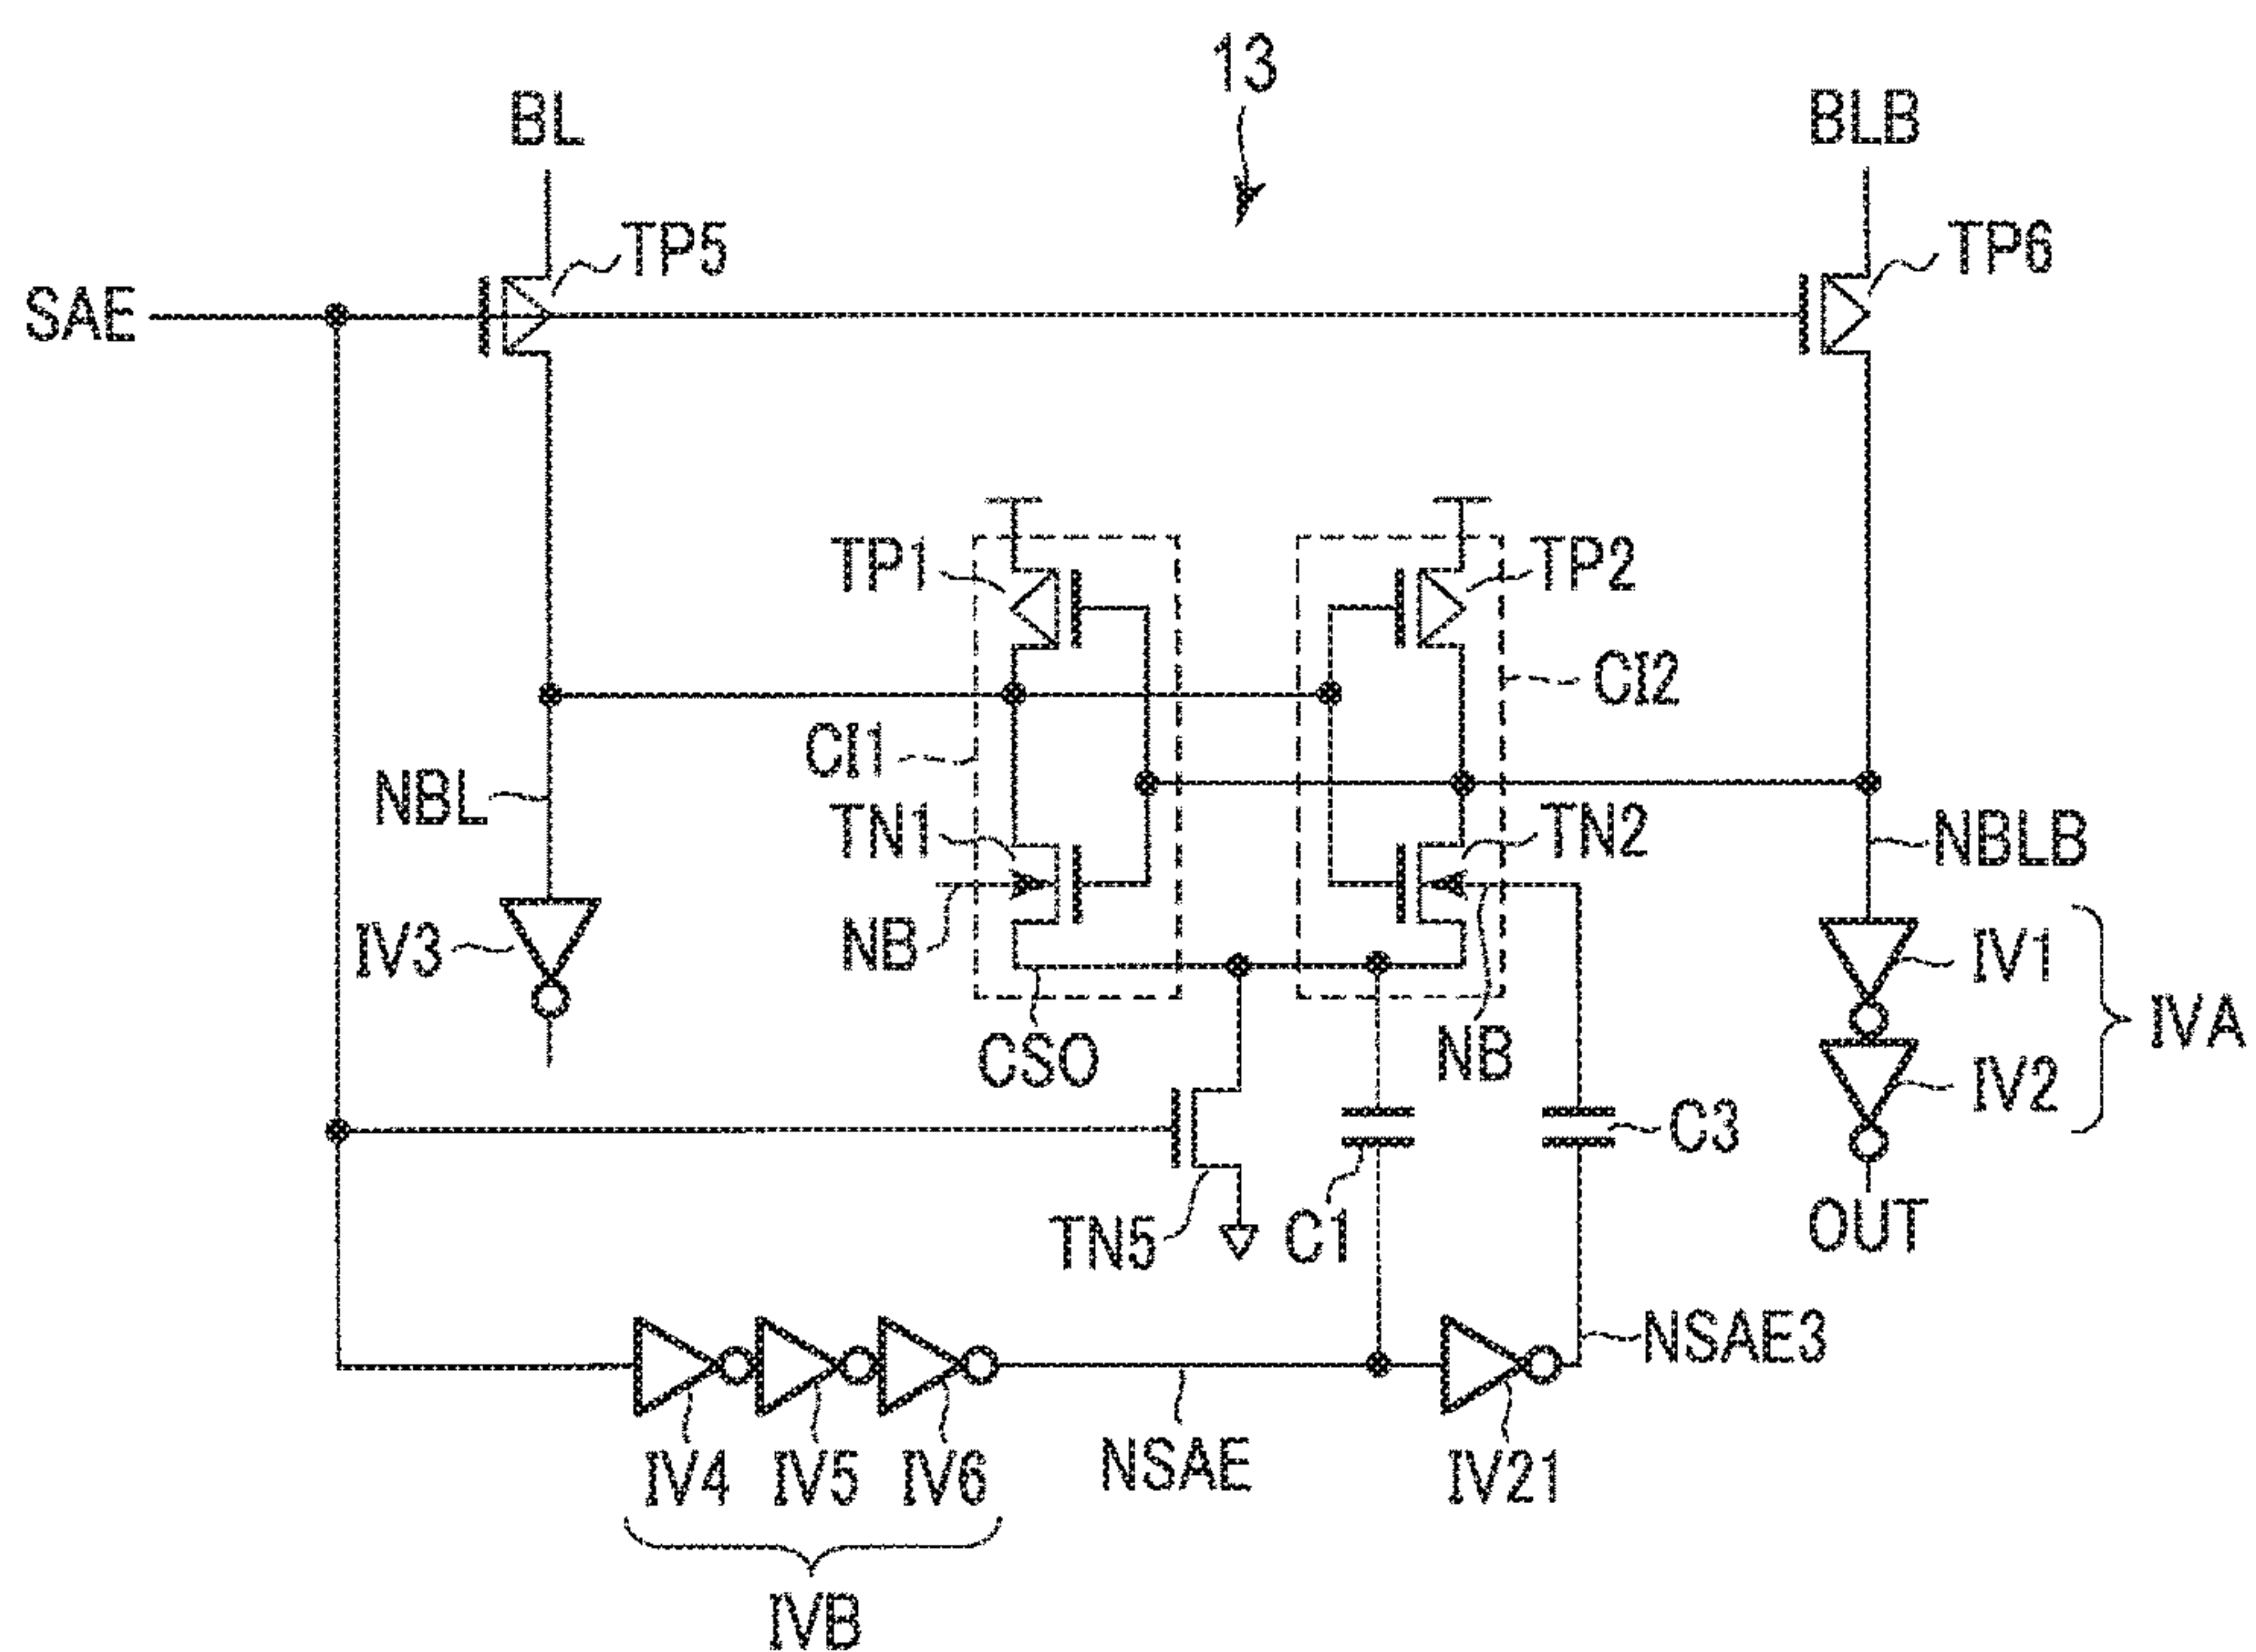 13
BL
BLB
TP5
TP6
SAE
TP1
TP2
CI2
CI1
NBL
TN1
TN2
NBLB
NB
IV3
IV1
IVA
CSO
NB
IV2
C3
TN5
C1
OUT
NSAE3
IV4
IV5
IV6
NSAE
IV21
IVB